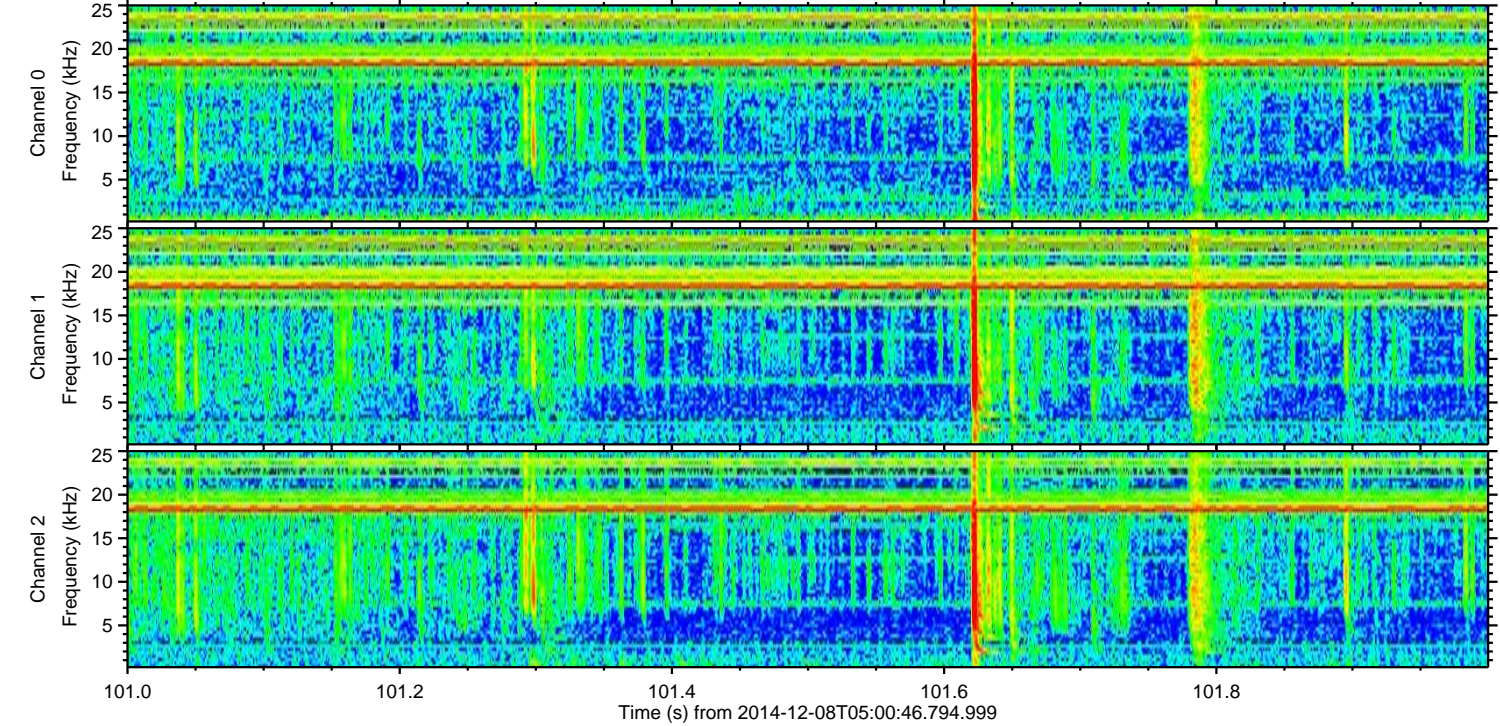 25
20
15
10
5
Channel 0
Frequency (kHz)
25
20
15
10
5
Channel 1
Frequency (kHz)
25
20
15
10
5
Channel 2
Frequency (kHz)
101.0 101.2 101.4 101.6 101.8
Time (s) from 2014-12-08T05:00:46.794.999